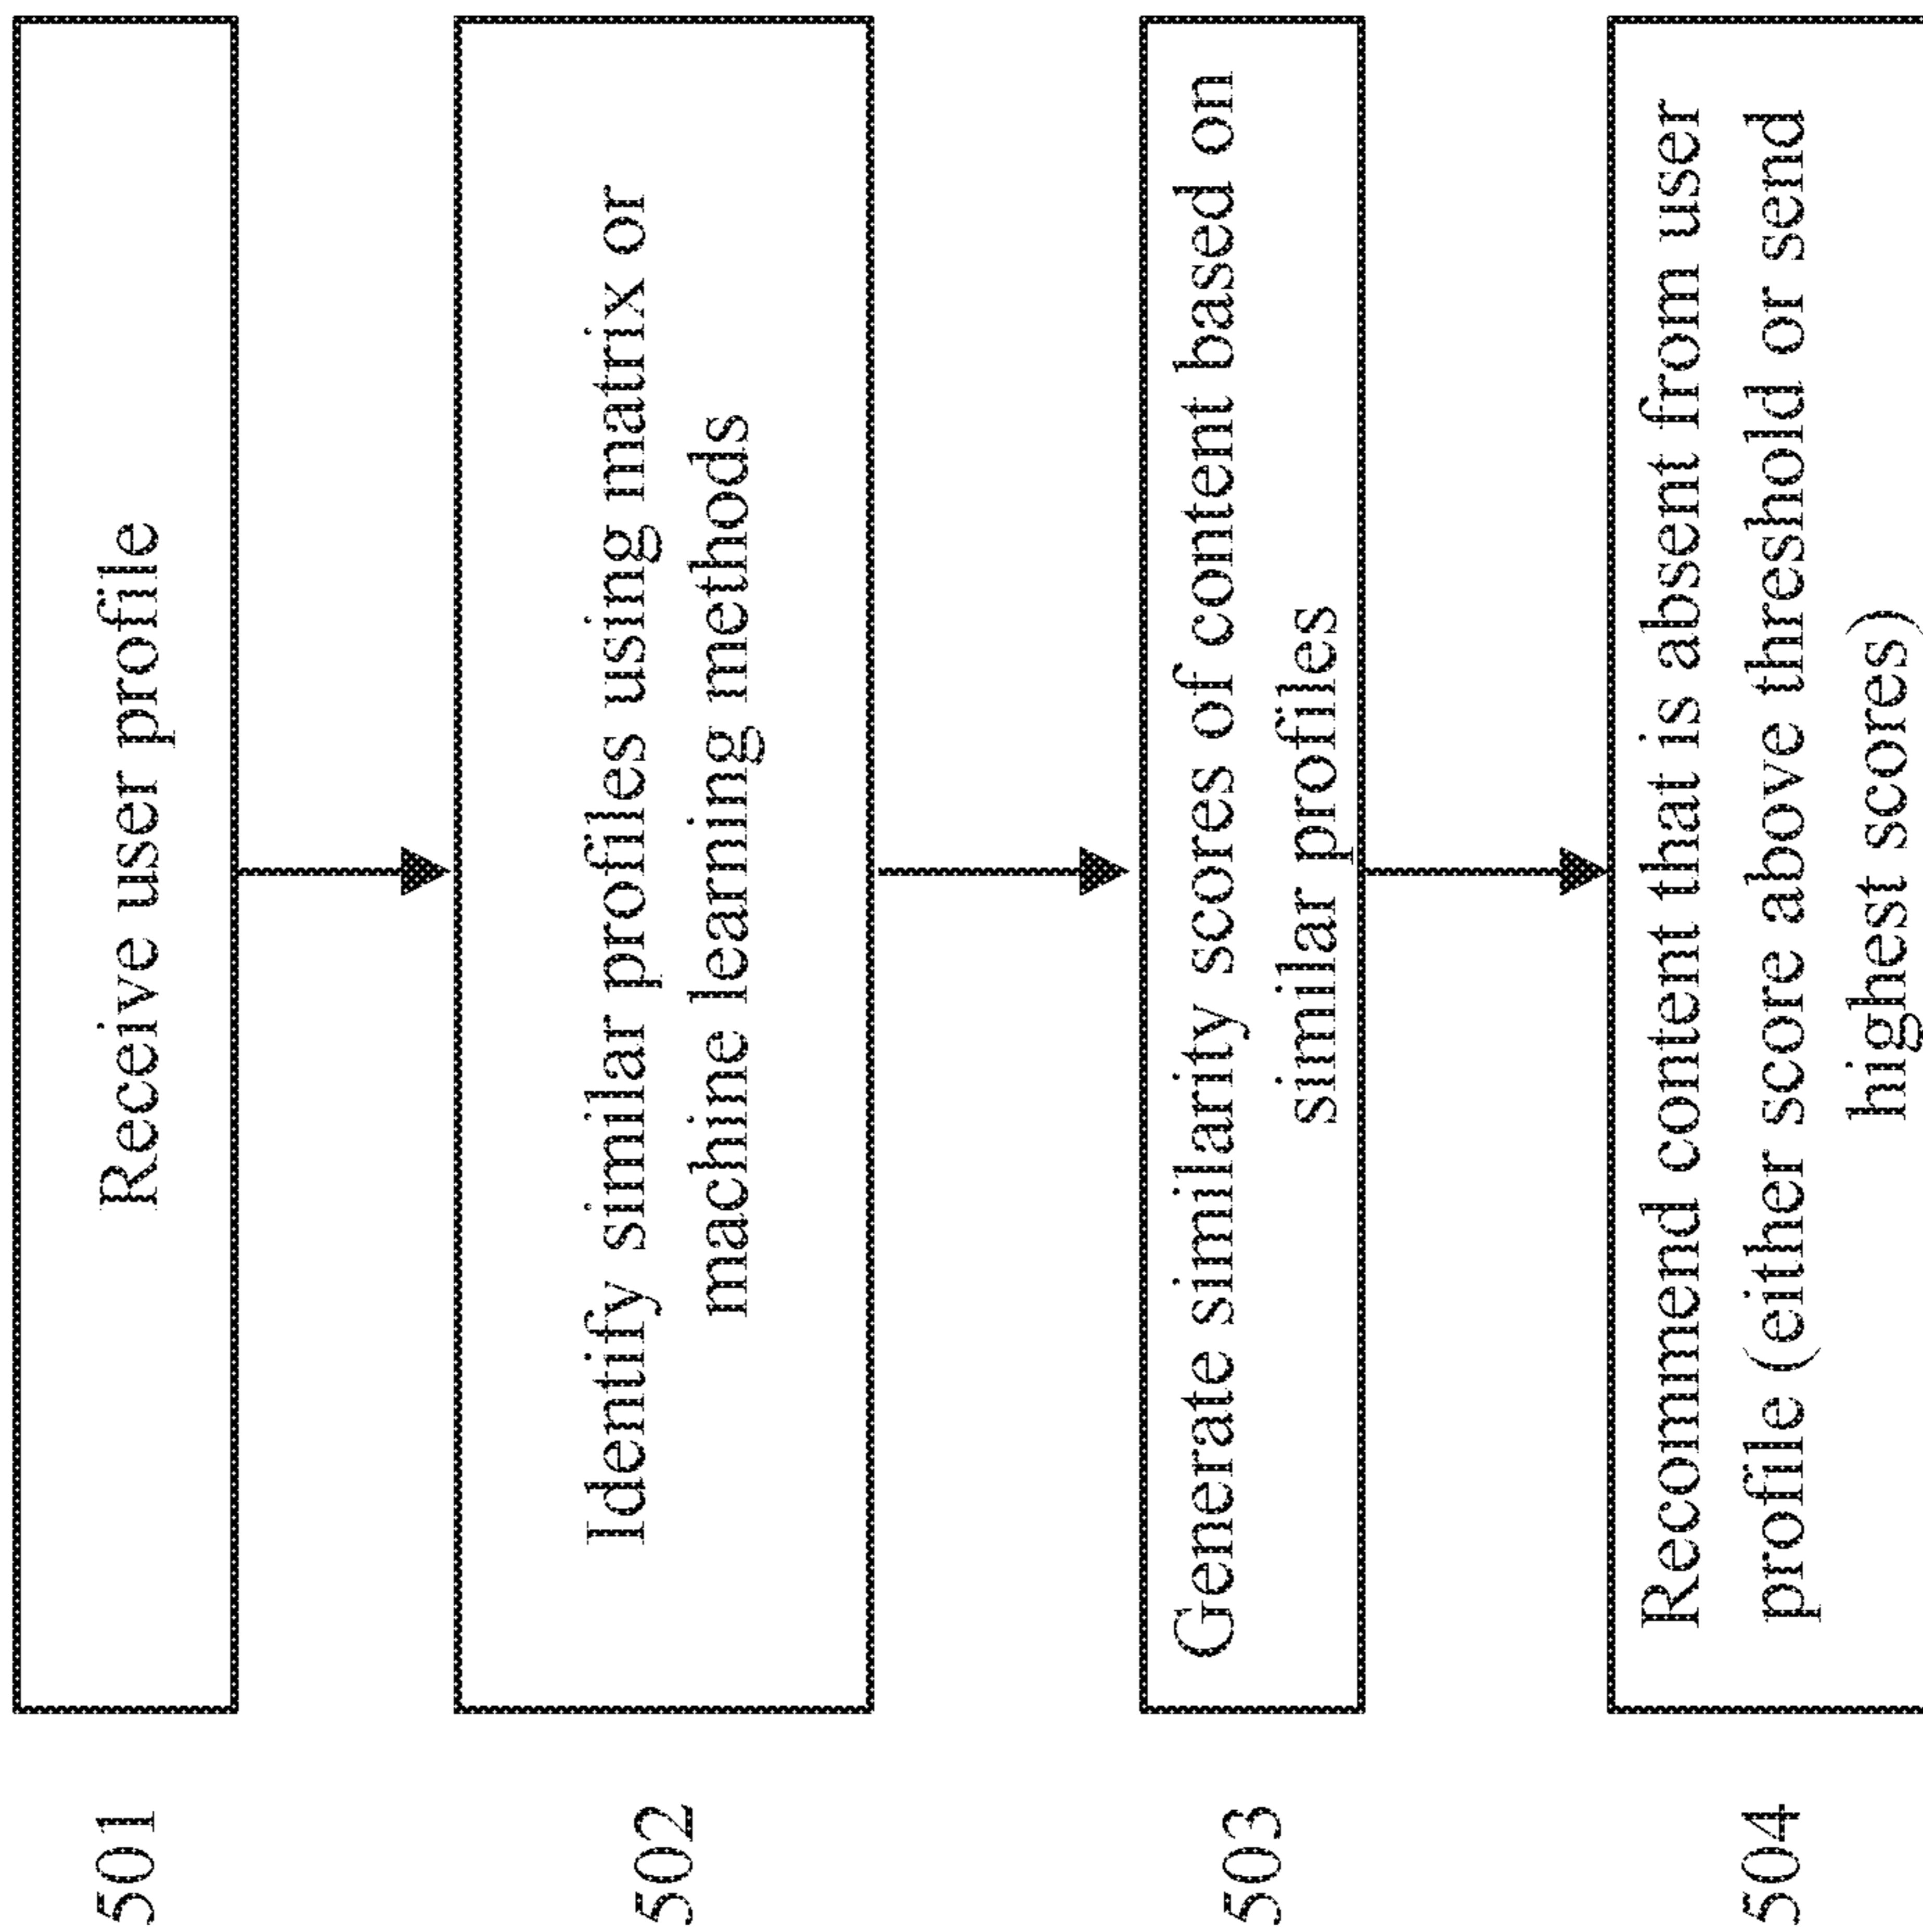 501
Receive user profile
502
Identify similar profiles using matrix or
machine learning methods
503
Generate similarity scores of content based on
similar profiles
504
Recommend content that is absent from user
profile (either score above threshold or send
highest scores)